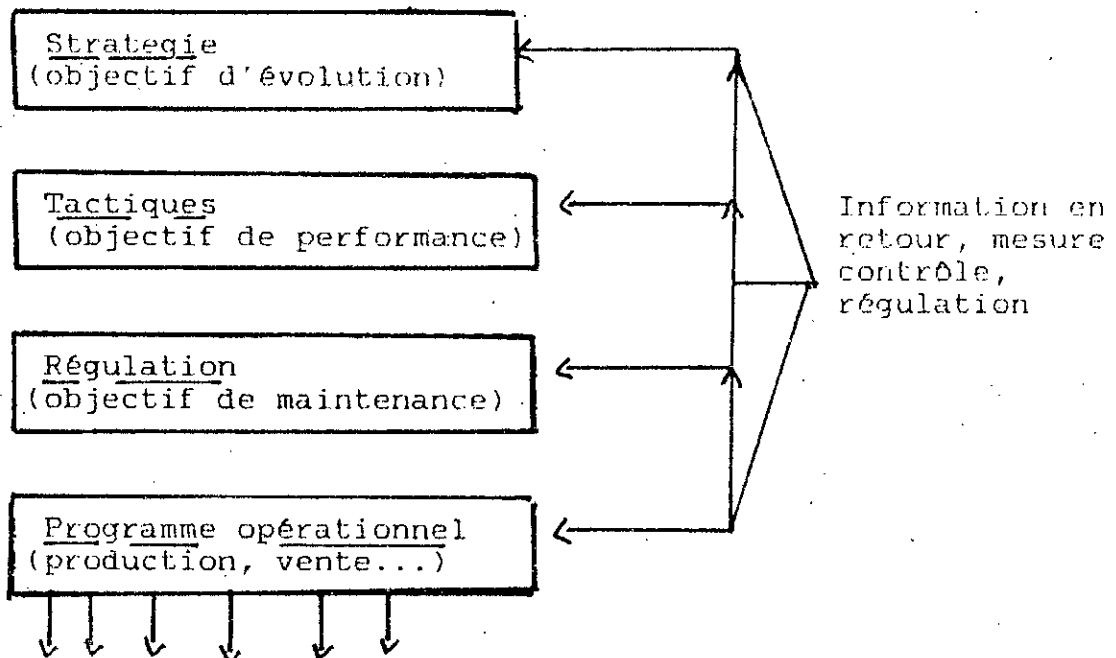 Strategie
(objectif d'évolution)
Tactiques
(objectif de performance)
Information en
retour, mesure
contrôle,
régulation
Régulation
(objectif de maintenance)
Programme opérationnel
(production, vente...)